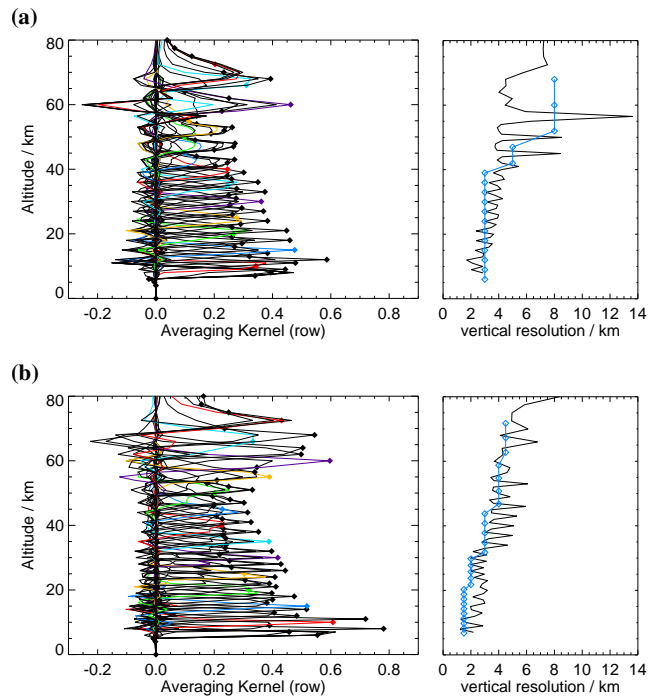 (a)
80
60
40
20
0
Altitude / km
-0.2 0.0 0.2 0.4 0.6 0.8
Averaging Kernel (row)
0 2 4 6 8 10 12 14
vertical resolution / km
(b)
80
60
40
20
0
Altitude / km
-0.2 0.0 0.2 0.4 0.6 0.8
Averaging Kernel (row)
0 2 4 6 8 10 12 14
vertical resolution / km